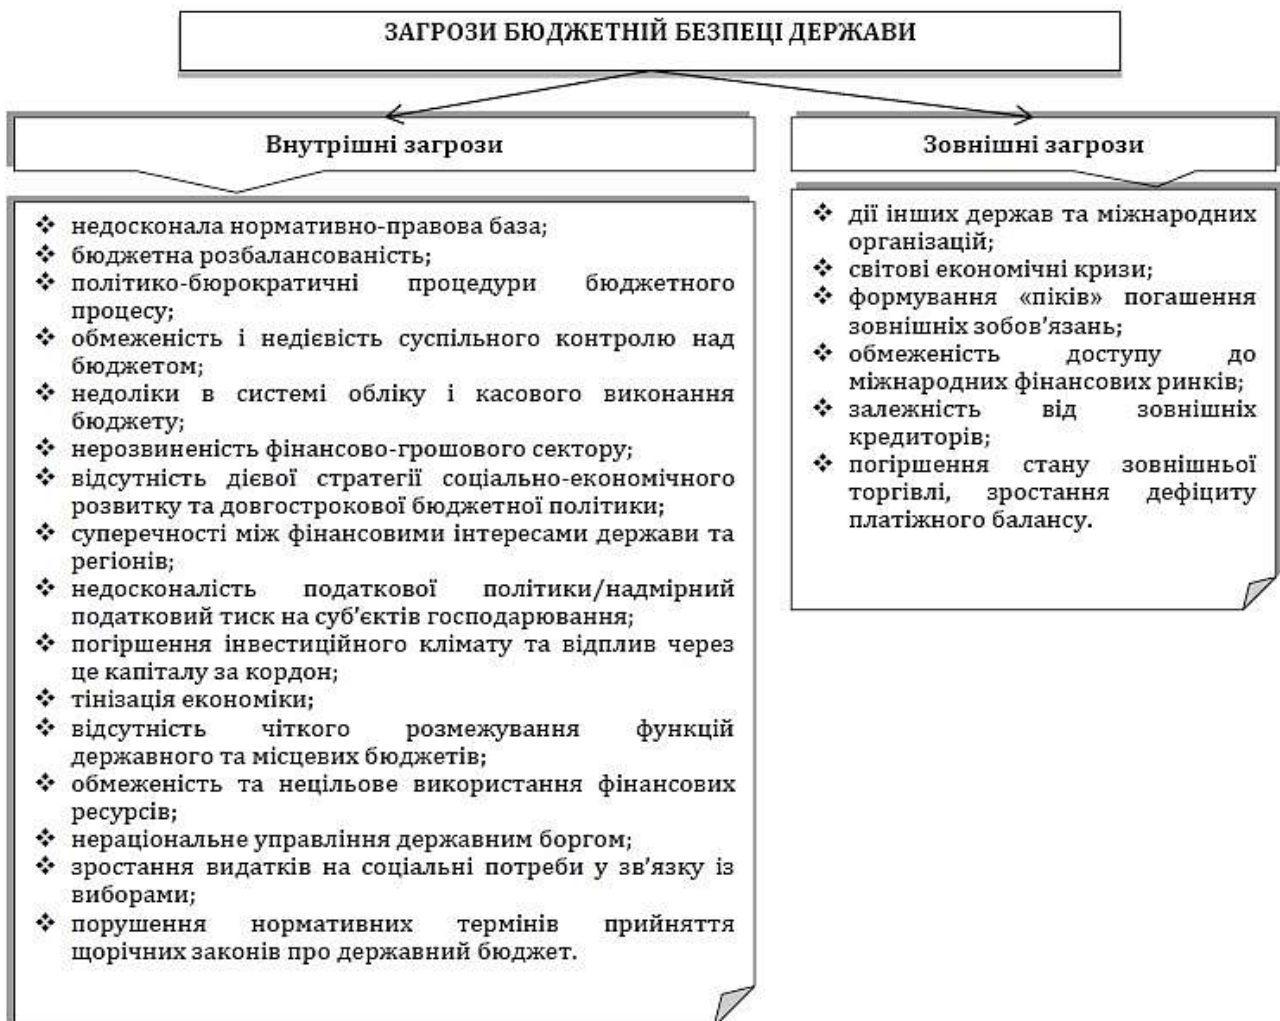 ЗАГРОЗИ БЮДЖЕТНІЙ БЕЗПЕЦІ ДЕРЖАВИ
Внутрішні загрози
❖ недосконала нормативно-правова база;
❖ бюджетна розбалансованість;
❖ політико-бюрократичні процедури бюджетного
процесу;
❖ обмеженість і недієвість суспільного контролю над
бюджетом;
❖ недоліки в системі обліку і касового виконання
бюджету;
❖ нерозвиненість фінансово-грошового сектору;
❖ відсутність дієвої стратегії соціально-економічного
розвитку та довгострокової бюджетної політики;
❖ суперечності між фінансовими інтересами держави та
регіонів;
❖ недосконалість податкової політики/надмірний
податковий тиск на суб’єктів господарювання;
❖ погіршення інвестиційного клімату та відплив через
це капіталу за кордон;
❖ тінізація економіки;
❖ відсутність чіткого розмежування функцій
державного та місцевих бюджетів;
❖ обмеженість та нецільове використання фінансових
ресурсів;
❖ нераціональне управління державним боргом;
❖ зростання видатків на соціальні потреби у зв’язку із
виборами;
❖ порушення нормативних термінів прийняття
щорічних законів про державний бюджет.
Зовнішні загрози
❖ дії інших держав та міжнародних
організацій;
❖ світові економічні кризи;
❖ формування «піків» погашення
зовнішніх зобов’язань;
❖ обмеженість доступу до
міжнародних фінансових ринків;
❖ залежність від зовнішніх
кредиторів;
❖ погіршення стану зовнішньої
торгівлі, зростання дефіциту
платіжного балансу.